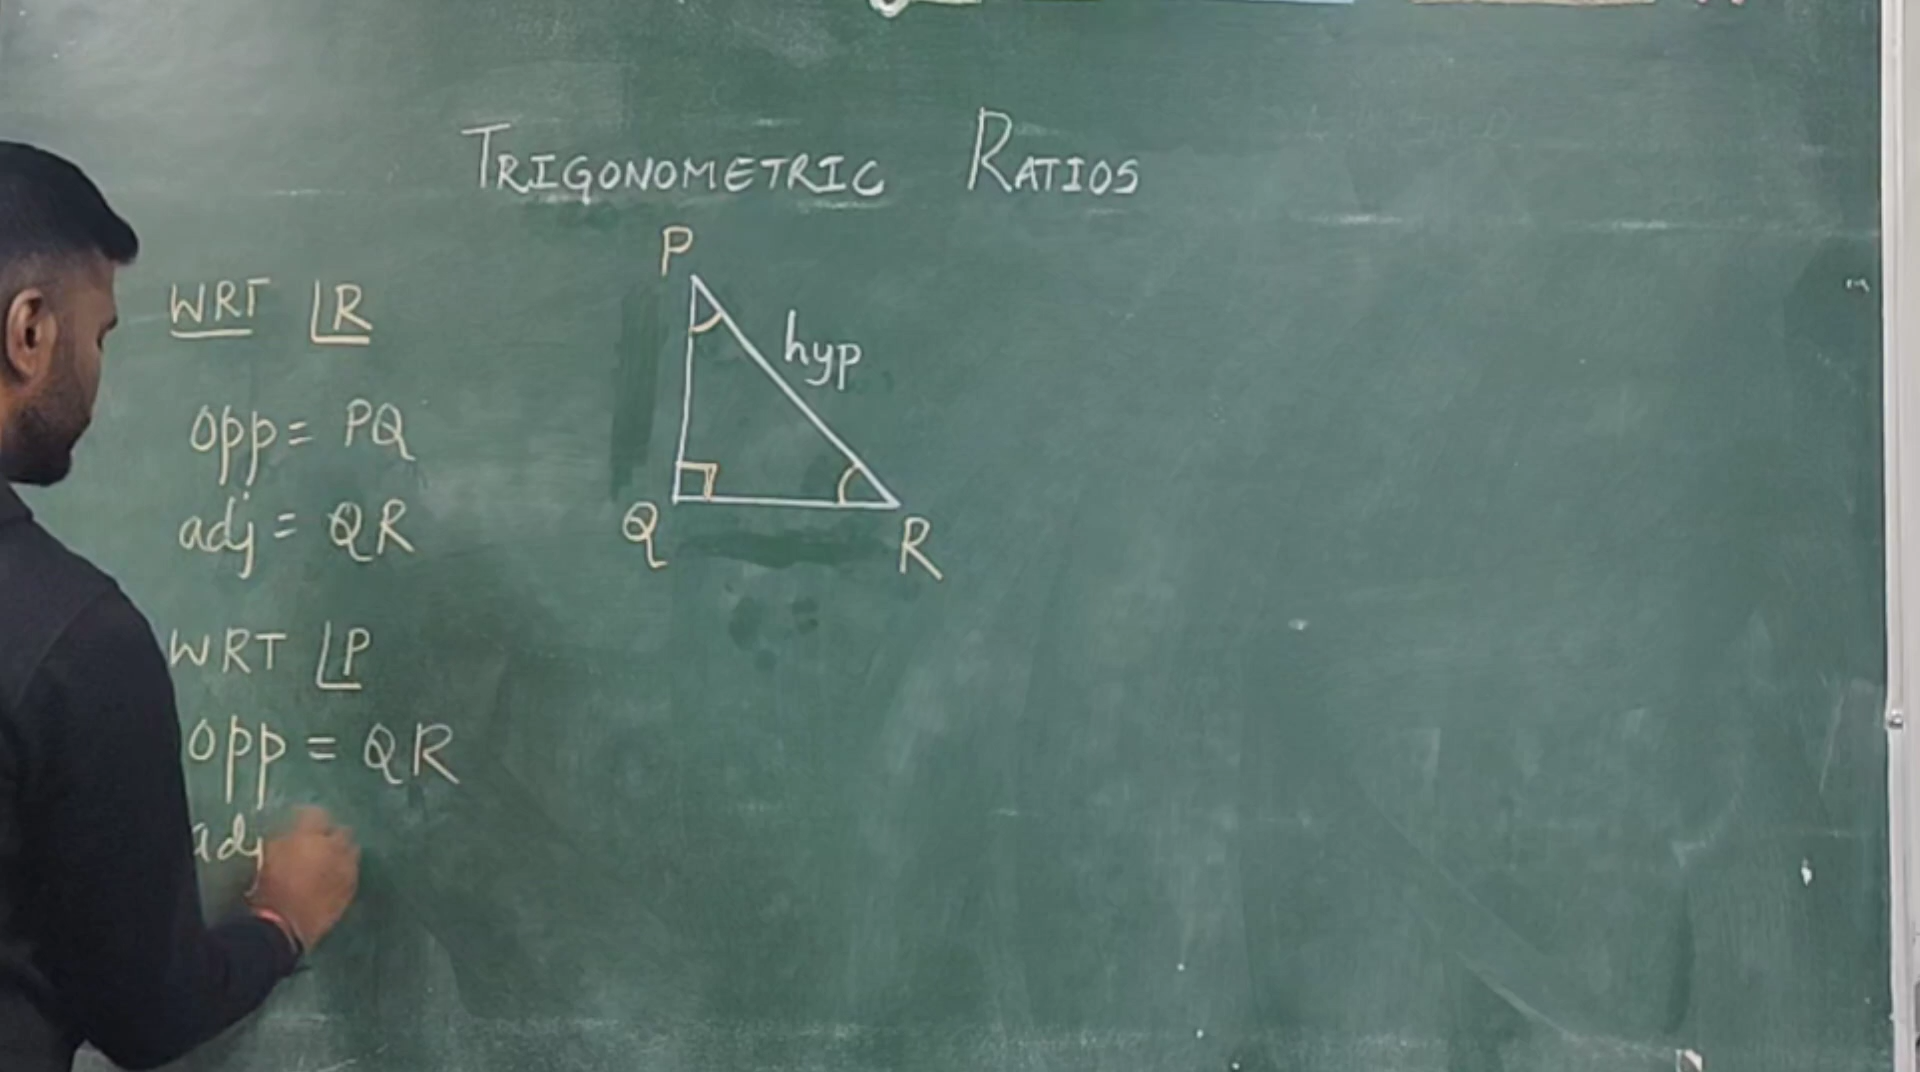 TRIGONOMETRIC RATIOS
P
hyp
Q
R
WRT ∠R
opp = PQ
adj = QR
WRT ∠P
opp = QR
adj